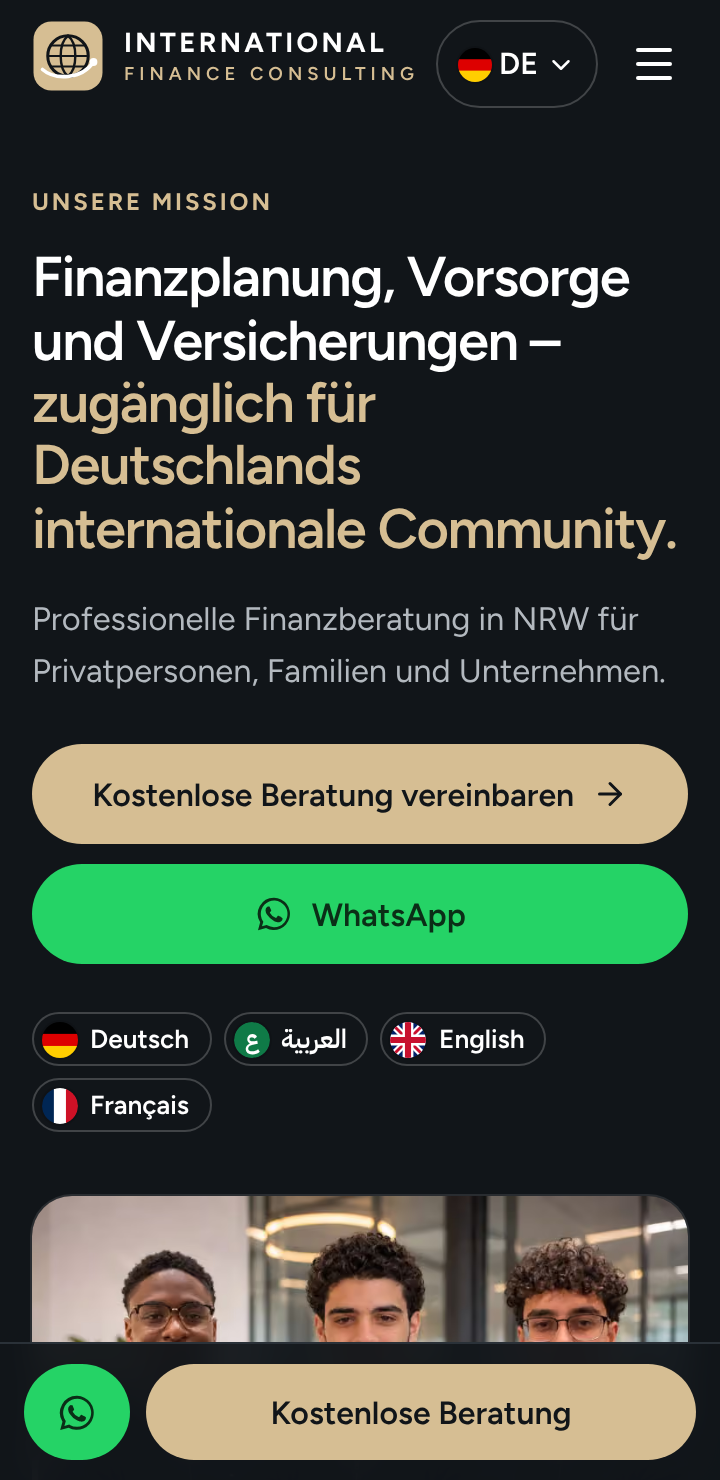 INTERNATIONAL
FINANCE CONSULTING
DE
UNSERE MISSION
Finanzplanung, Vorsorge
und Versicherungen –
zugänglich für
Deutschlands
internationale Community.
Professionelle Finanzberatung in NRW für
Privatpersonen, Familien und Unternehmen.
Kostenlose Beratung vereinbaren →
WhatsApp
Deutsch
ع العربية
English
Français
Kostenlose Beratung